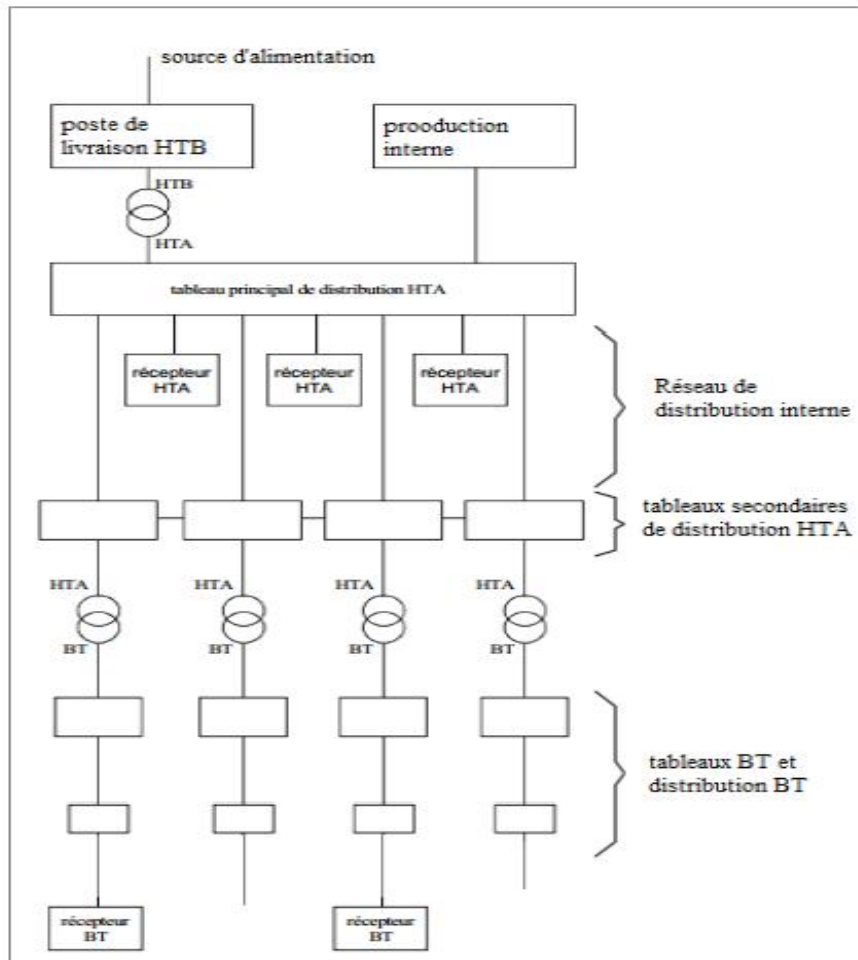 source d'alimentation
poste de
livraison HTB
prooduction
interne
HTB
HTA
tableau principal de distribution HTA
récepteur
HTA
récepteur
HTA
récepteur
HTA
Réseau de
distribution interne
tableaux secondaires
de distribution HTA
HTA
HTA
HTA
HTA
BT
BT
BT
BT
tableaux BT et
distribution BT
récepteur
BT
récepteur
BT